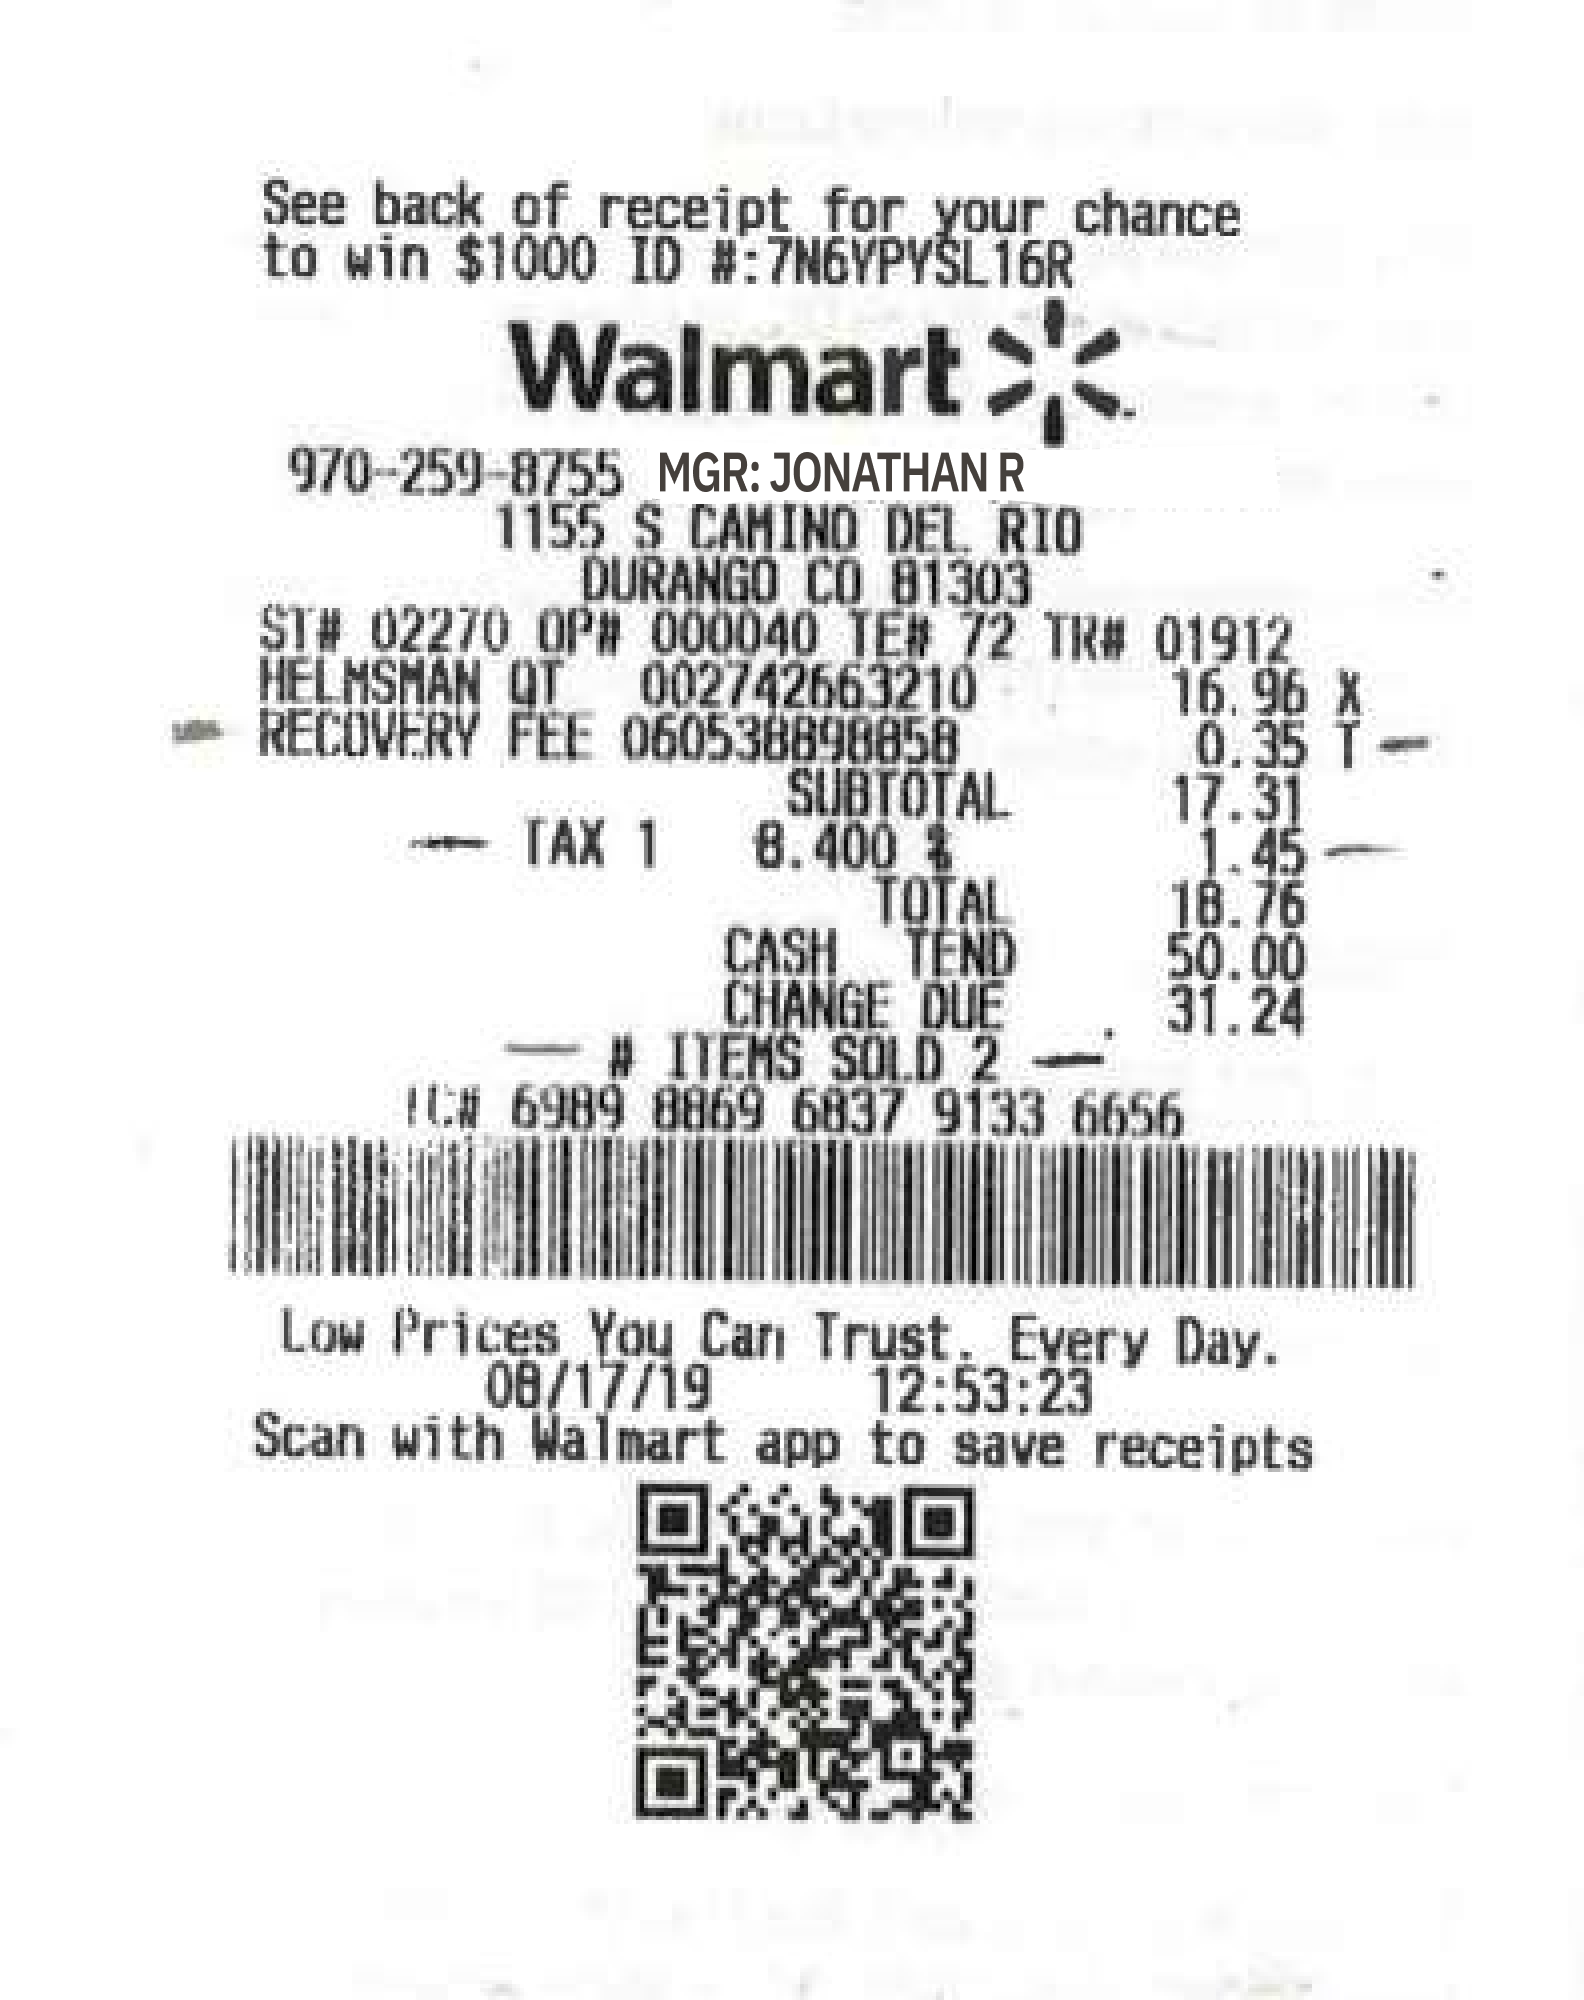 See back of receipt for your chance
to win $1000 ID #:7N6YPYSL16R
Walmart
970-259-8755 MGR: JONATHAN R
1155 S CAMINO DEL RIO
DURANGO CO 81303
ST# 02270 OP# 000040 TE# 72 TR# 01912
HELMSMAN QT 002742663210 16.96 X
RECOVERY FEE 060538898858 0.35 T
SUBTOTAL 17.31
TAX 1 8.400 % 1.45
TOTAL 18.76
CASH TEND 50.00
CHANGE DUE 31.24
# ITEMS SOLD 2
TC# 6989 8869 6837 9133 6656
Low Prices You Can Trust. Every Day.
08/17/19 12:53:23
Scan with Walmart app to save receipts